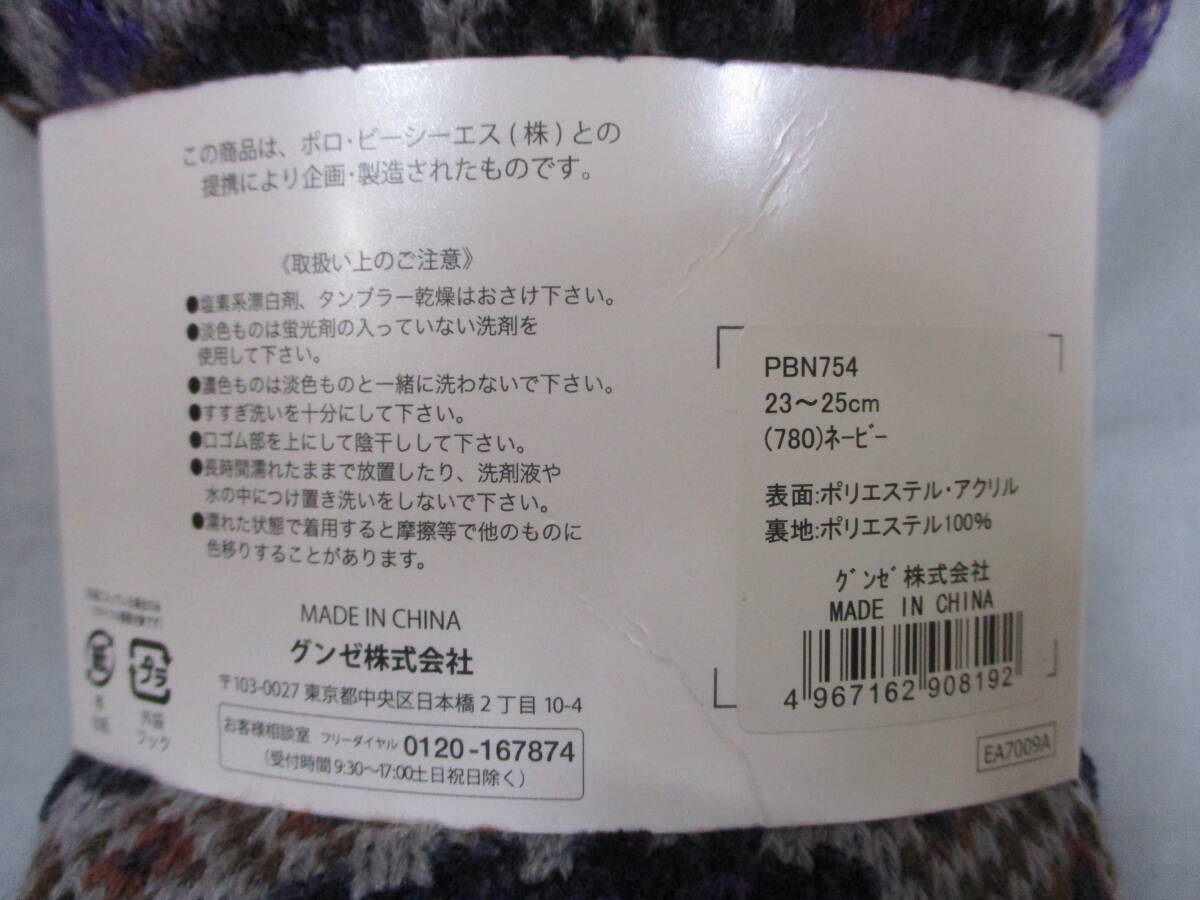 この商品は、ポロ・ビーシーエス(株)との
提携により企画・製造されたものです。
《取扱い上のご注意》
●塩素系漂白剤、タンブラー乾燥はおさけ下さい。
●淡色ものは蛍光剤の入っていない洗剤を
使用して下さい。
●濃色ものは淡色ものと一緒に洗わないで下さい。
●すすぎ洗いを十分にして下さい。
●口ゴム部を上にして陰干しして下さい。
●長時間濡れたままで放置したり、洗剤液や
水の中につけ置き洗いをしないで下さい。
●濡れた状態で着用すると摩擦等で他のものに
色移りすることがあります。
MADE IN CHINA
グンゼ株式会社
〒103-0027 東京都中央区日本橋2丁目10-4
お客様相談室 フリーダイヤル 0120-167874
(受付時間9:30〜17:00土日祝日除く)
紙
プラ
外袋
フック
PBN754
23〜25cm
(780)ネービー
表面:ポリエステル・アクリル
裏地:ポリエステル100%
グンゼ株式会社
MADE IN CHINA
4 967162 908192
EA7009A